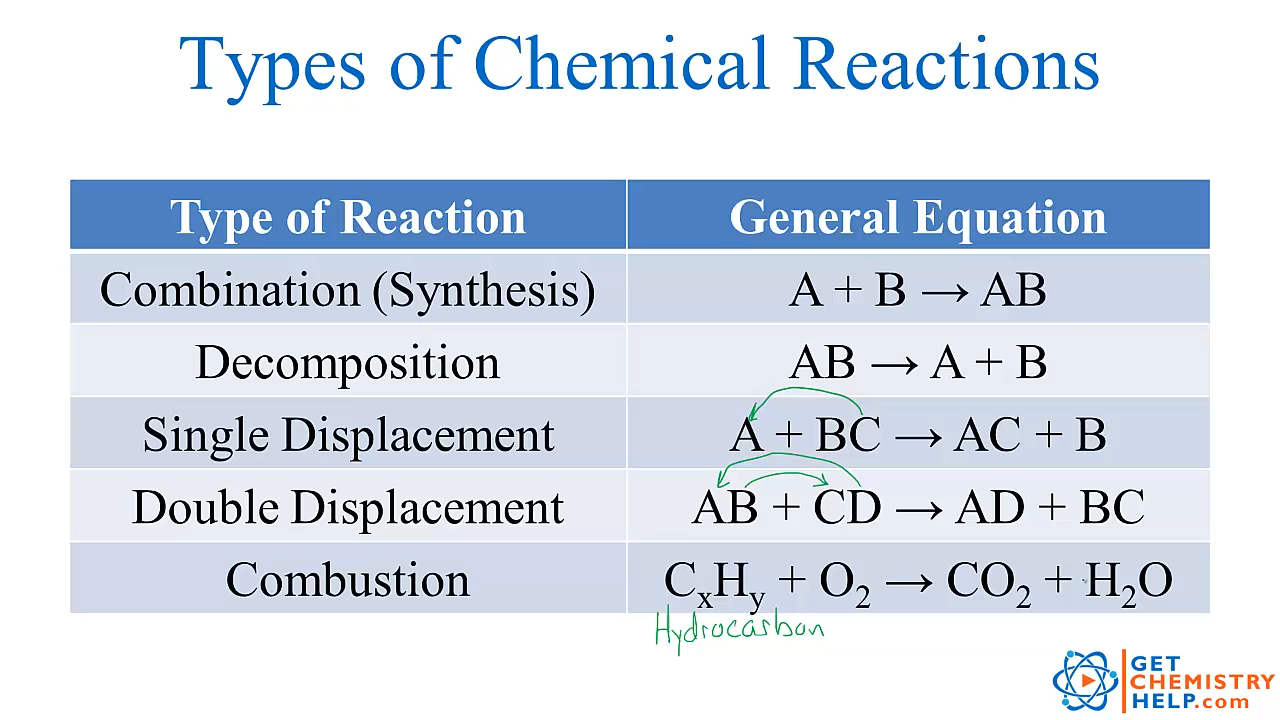 Types of Chemical Reactions
Type of Reaction General Equation
Combination (Synthesis) A + B → AB
Decomposition AB → A + B
Single Displacement A + BC → AC + B
Double Displacement AB + CD → AD + BC
Combustion CₓHᵧ + O₂ → CO₂ + H₂O
Hydrocarbon
GET
CHEMISTRY
HELP.com